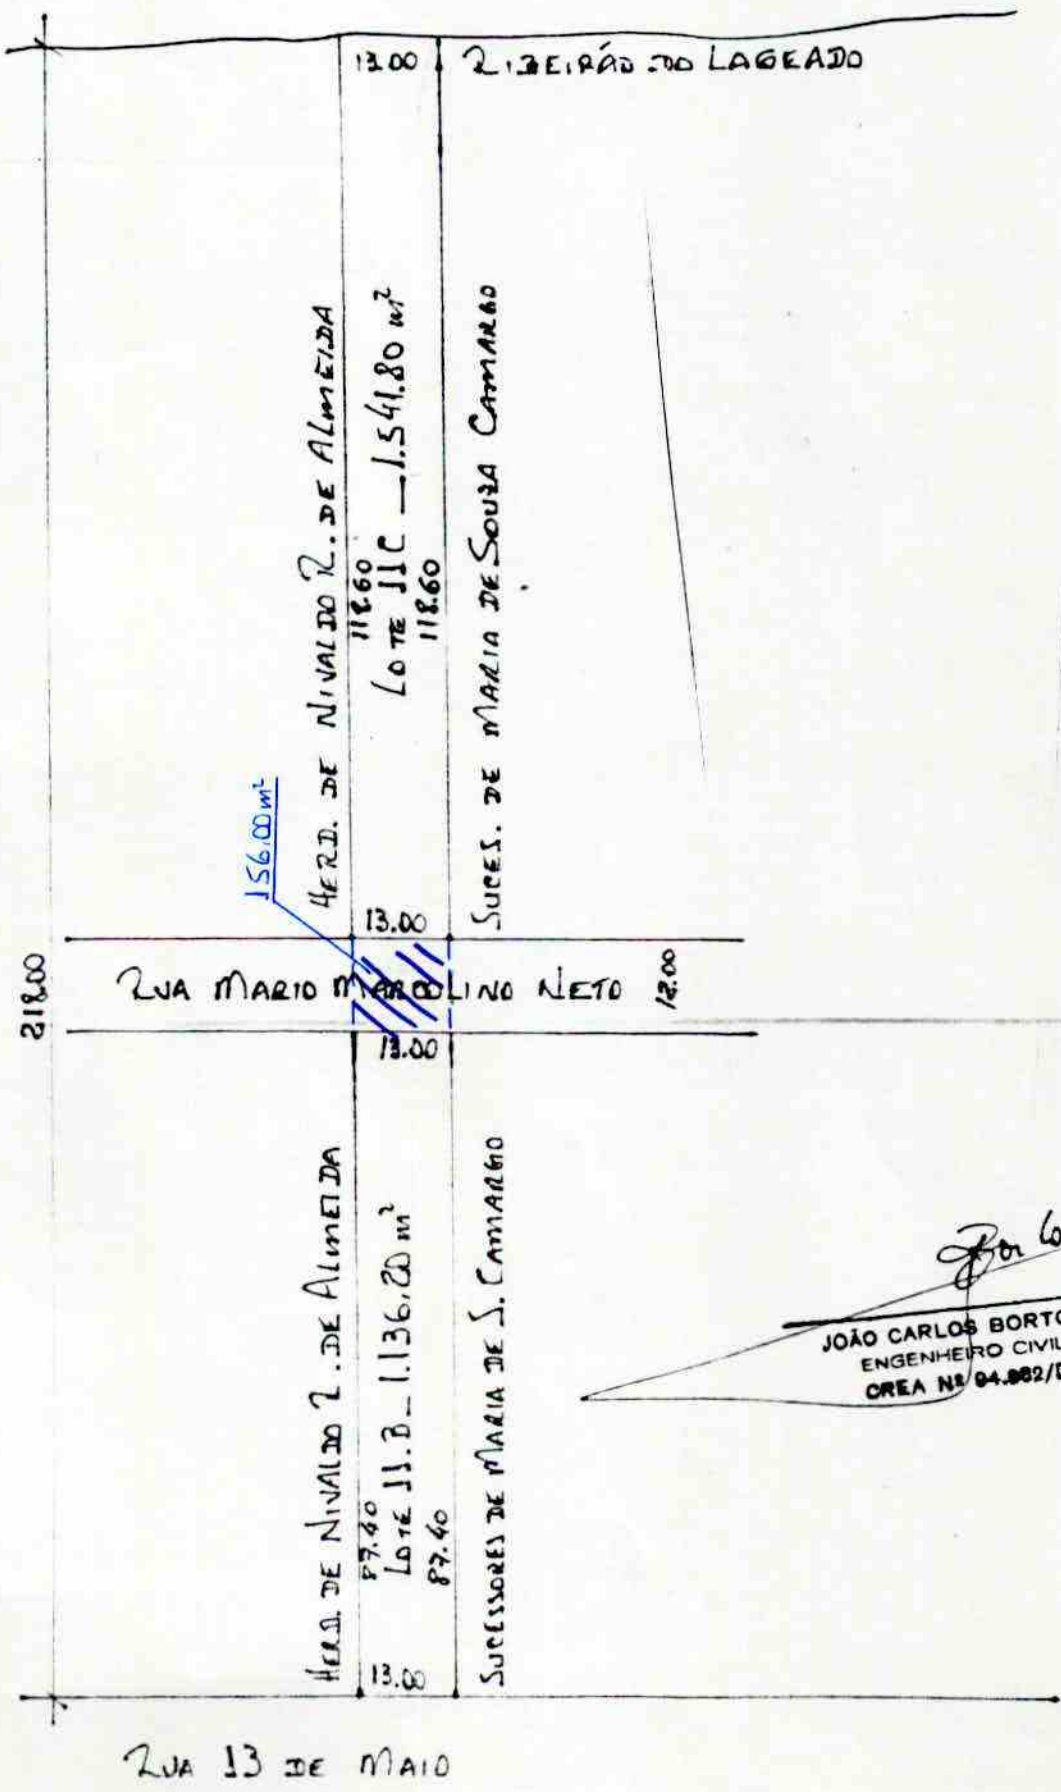 13.00
RIBEIRÃO DO LAGEADO
HERD. DE NIVALDO R. DE ALMEIDA
118.60
LOTE 11C _ 1.541.80 m²
118.60
SUCES. DE MARIA DE SOUZA CAMARGO
156.00 m²
13.00
218.00
RUA MARIO MARCOLINO NETO
12.00
13.00
HERD. DE NIVALDO R. DE ALMEIDA
87.40
LOTE 11.B _ 1.136,20 m²
87.40
SUCESSORES DE MARIA DE S. CAMARGO
13.00
JOÃO CARLOS BORTO
ENGENHEIRO CIVIL
CREA Nº 94.882/D
RUA 13 DE MAIO